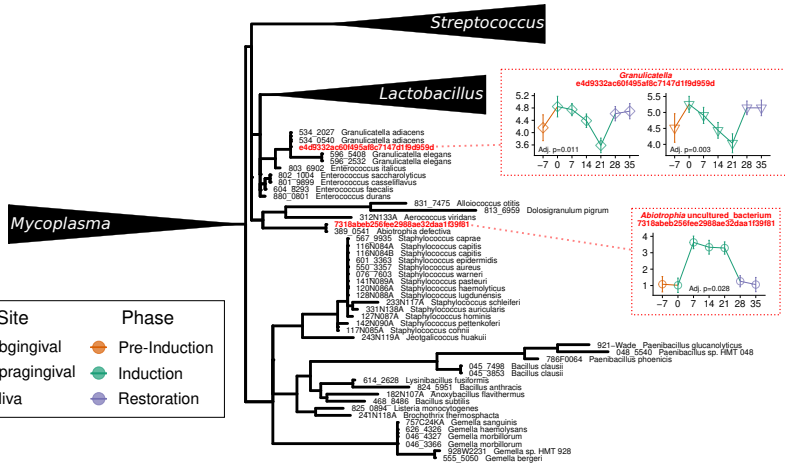 Streptococcus
Lactobacillus
Mycoplasma
534_2027 Granulicatella adiacens
534_0540 Granulicatella adiacens
e4d9332ac60f495af8c7147d1f9d959d
596_5408 Granulicatella elegans
596_2532 Granulicatella elegans
803_6902 Enterococcus italicus
802_1004 Enterococcus saccharolyticus
801_9899 Enterococcus casseliflavus
604_8293 Enterococcus faecalis
880_0801 Enterococcus durans
831_7475 Alloiococcus otitis
813_6959 Dolosigranulum pigrum
312N133A Aerococcus viridans
7318abeb256fee2988ae32daa1f39f81
389_0541 Abiotrophia defectiva
567_9935 Staphylococcus caprae
116N084A Staphylococcus capitis
116N084B Staphylococcus capitis
601_3363 Staphylococcus epidermidis
550_3357 Staphylococcus aureus
076_7603 Staphylococcus warneri
141N089A Staphylococcus pasteuri
120N086A Staphylococcus haemolyticus
128N088A Staphylococcus lugdunensis
233N117A Staphylococcus schleiferi
331N138A Staphylococcus auricularis
127N087A Staphylococcus hominis
142N090A Staphylococcus pettenkoferi
117N085A Staphylococcus cohnii
243N119A Jeotgalicoccus huakuii
921-Wade Paenibacillus glucanolyticus
048_5540 Paenibacillus sp. HMT 048
786F0064 Paenibacillus phoenicis
045_7498 Bacillus clausii
045_3853 Bacillus clausii
614_2628 Lysinibacillus fusiformis
824_5951 Bacillus anthracis
182N107A Anoxybacillus flavithermus
468_8486 Bacillus subtilis
825_0894 Listeria monocytogenes
241N118A Brochothrix thermosphacta
757C24KA Gemella sanguinis
626_4326 Gemella haemolysans
046_4327 Gemella morbillorum
046_3366 Gemella morbillorum
928W2231 Gemella sp. HMT 928
555_5050 Gemella bergeri
Granulicatella
e4d9332ac60f495af8c7147d1f9d959d
5.2
4.8
4.4
4.0
3.6
Adj. p=0.011
−7 0 7 14 21 28 35
5.5
5.0
4.5
4.0
Adj. p=0.003
−7 0 7 14 21 28 35
Abiotrophia uncultured_bacterium
7318abeb256fee2988ae32daa1f39f81
4
3
2
1
Adj. p=0.028
−7 0 7 14 21 28 35
Site
bgingival
pragingival
liva
Phase
Pre-Induction
Induction
Restoration